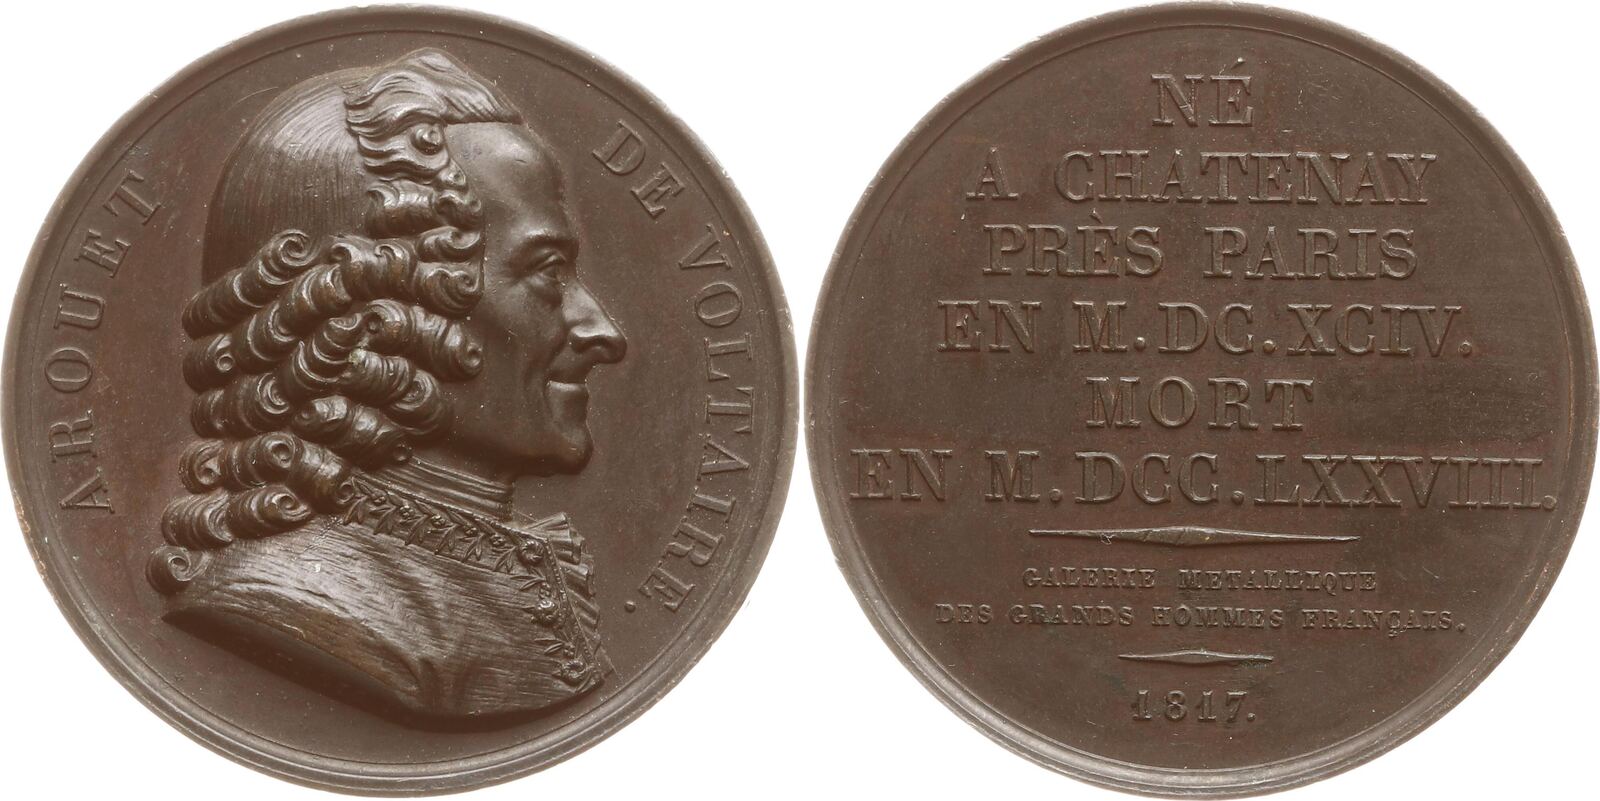 AROUET DE VOLTAIRE.
NÉ
A CHATENAY
PRÈS PARIS
EN M.DC.XCIV.
MORT
EN M.DCC.LXXVIII.
GALERIE METALLIQUE
DES GRANDS HOMMES FRANÇAIS.
1817.